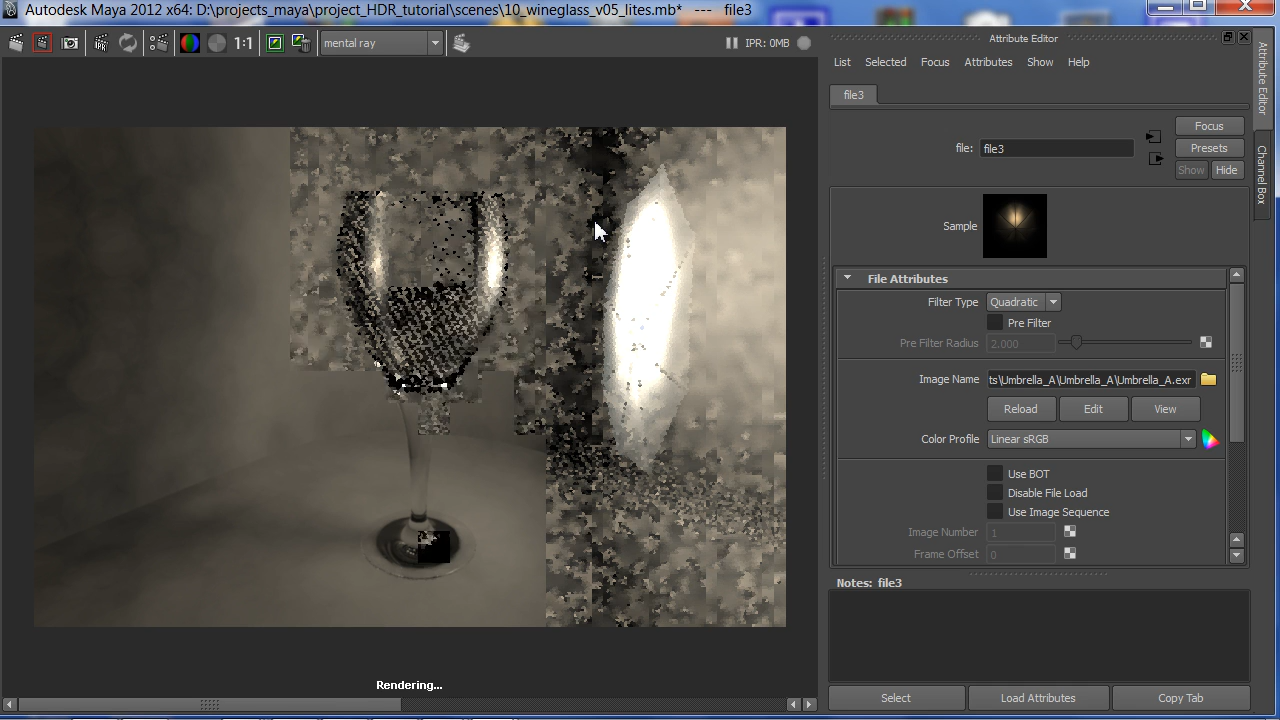 Autodesk Maya 2012 x64: D:\projects_maya\project_HDR_tutorial\scenes\10_wineglass_v05_lites.mb* --- file3
1:1 mental ray IPR: 0MB
Attribute Editor
List Selected Focus Attributes Show Help
file3
file: file3
Focus
Presets
Show Hide
Sample
File Attributes
Filter Type Quadratic
Pre Filter
Pre Filter Radius 2.000
Image Name ts\Umbrella_A\Umbrella_A\Umbrella_A.exr
Reload Edit View
Color Profile Linear sRGB
Use BOT
Disable File Load
Use Image Sequence
Image Number 1
Frame Offset 0
Notes: file3
Select Load Attributes Copy Tab
Rendering...
Attribute Editor
Channel Box